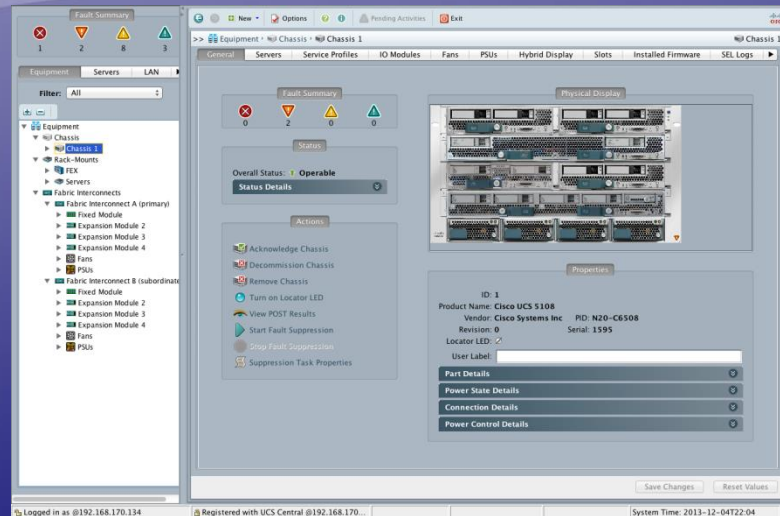 Fault Summary
1 2 8 3
Equipment Servers LAN
Filter: All
Equipment
Chassis
Chassis 1
Rack-Mounts
FEX
Servers
Fabric Interconnects
Fabric Interconnect A (primary)
Fixed Module
Expansion Module 2
Expansion Module 3
Expansion Module 4
Fans
PSUs
Fabric Interconnect B (subordinate
Fixed Module
Expansion Module 2
Expansion Module 3
Expansion Module 4
Fans
PSUs
Logged in as @192.168.170.134
New Options Pending Activities Exit
>> Equipment Chassis Chassis 1
Chassis 1
General Servers Service Profiles IO Modules Fans PSUs Hybrid Display Slots Installed Firmware SEL Logs
Fault Summary
0 2 0 0
Status
Overall Status: Operable
Status Details
Actions
Acknowledge Chassis
Decommission Chassis
Remove Chassis
Turn on Locator LED
View POST Results
Start Fault Suppression
Stop Fault Suppression
Suppression Task Properties
Physical Display
Properties
ID: 1
Product Name: Cisco UCS 5108
Vendor: Cisco Systems Inc PID: N20-C6508
Revision: 0 Serial: 1595
Locator LED:
User Label:
Part Details
Power State Details
Connection Details
Power Control Details
Save Changes Reset Values
Registered with UCS Central @192.168.170...
System Time: 2013-12-04T22:04